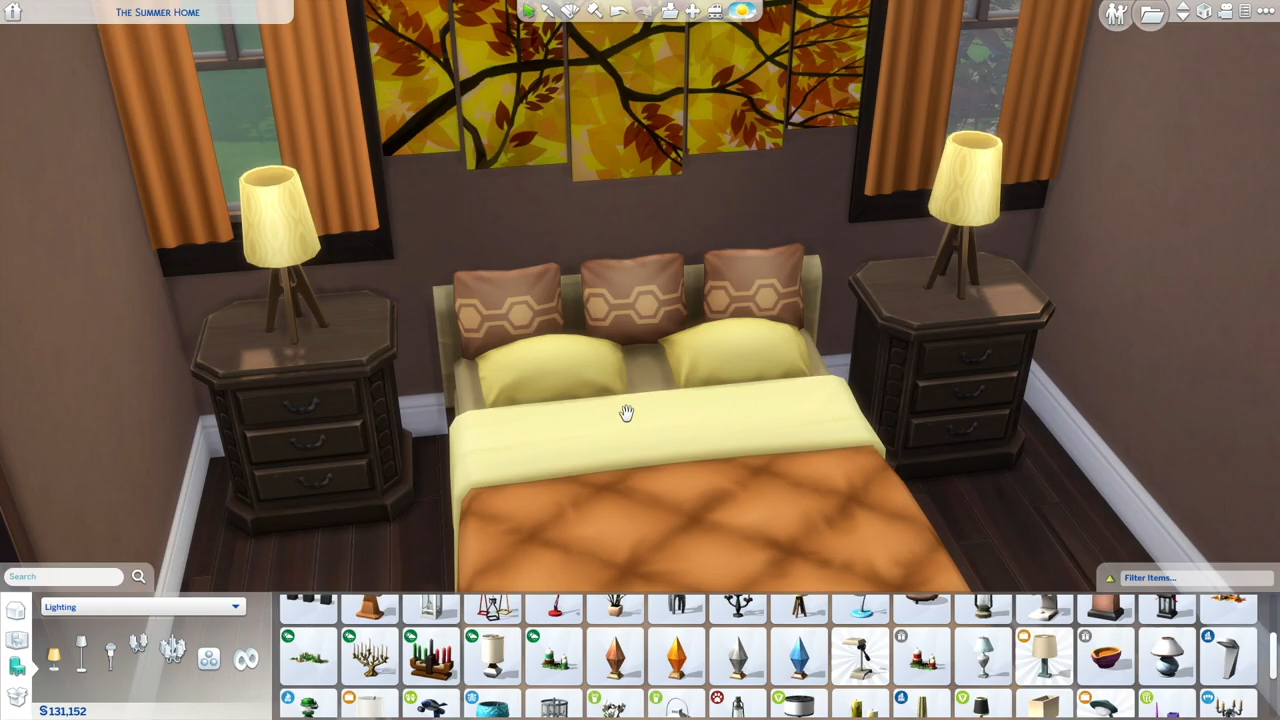 THE SUMMER HOME
Search
Filter Items...
Lighting
$131,152